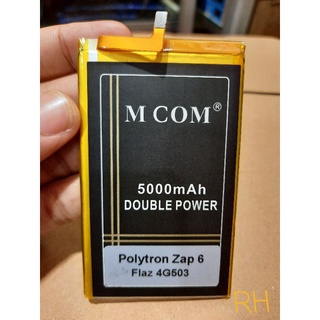 M COM®
5000mAh
DOUBLE POWER
Polytron Zap 6
Flaz 4G503
RH